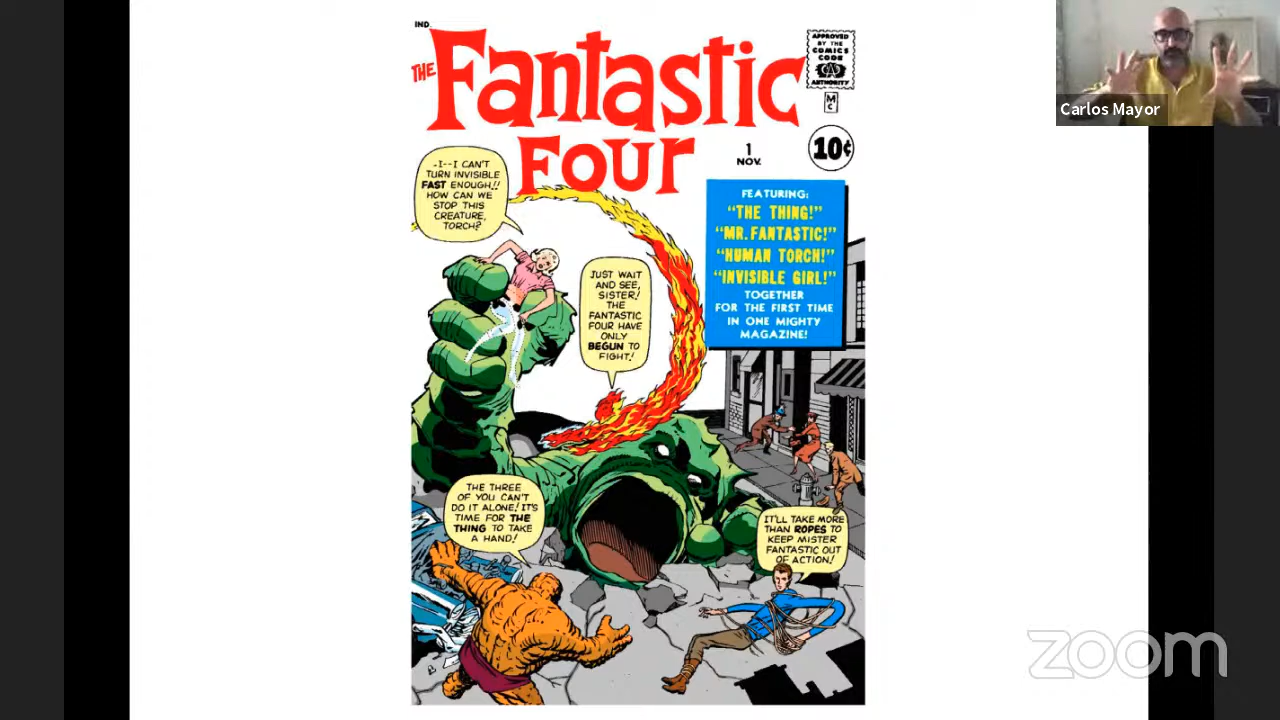 IND.
THE
Fantastic
FOUR
APPROVED
BY THE
COMICS
CODE
CA
AUTHORITY
M
C
1
NOV.
10¢
Carlos Mayor
-I--I CAN'T
TURN INVISIBLE
FAST ENOUGH!!
HOW CAN WE
STOP THIS
CREATURE,
TORCH?
FEATURING:
"THE THING!"
"MR. FANTASTIC!"
"HUMAN TORCH!"
"INVISIBLE GIRL!"
TOGETHER
FOR THE FIRST TIME
IN ONE MIGHTY
MAGAZINE!
JUST WAIT
AND SEE,
SISTER!
THE
FANTASTIC
FOUR HAVE
ONLY
BEGUN TO
FIGHT!
THE THREE
OF YOU CAN'T
DO IT ALONE! IT'S
TIME FOR THE
THING TO TAKE
A HAND!
IT'LL TAKE MORE
THAN ROPES TO
KEEP MISTER
FANTASTIC OUT
OF ACTION!
zoom